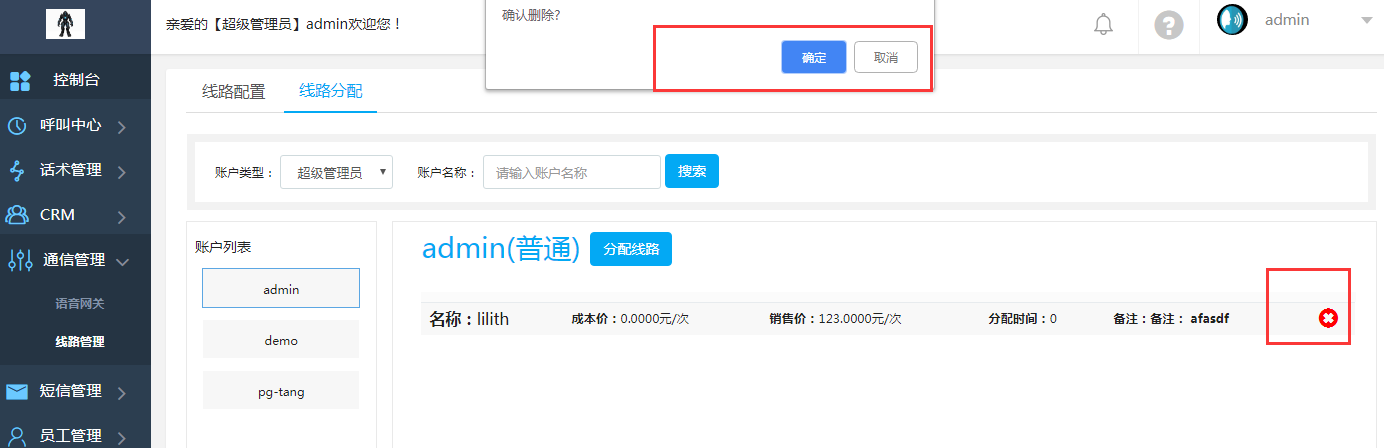 亲爱的【超级管理员】admin欢迎您！
确认删除?
确定 取消
admin
控制台
呼叫中心
话术管理
CRM
通信管理
语音网关
线路管理
短信管理
员工管理
线路配置 线路分配
账户类型： 超级管理员 账户名称： 请输入账户名称 搜索
账户列表
admin
demo
pg-tang
admin(普通) 分配线路
名称：lilith 成本价：0.0000元/次 销售价：123.0000元/次 分配时间：0 备注：备注： afasdf